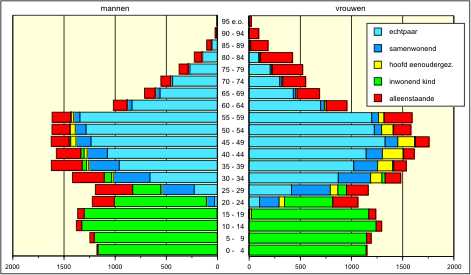 mannen vrouwen
95 e.o.
90 - 94
85 - 89
80 - 84
75 - 79
70 - 74
65 - 69
60 - 64
55 - 59
50 - 54
45 - 49
40 - 44
35 - 39
30 - 34
25 - 29
20 - 24
15 - 19
10 - 14
5 - 9
0 - 4
echtpaar
samenwonend
hoofd eenoudergez.
inwonend kind
alleenstaande
2000 1500 1000 500 0 0 500 1000 1500 2000